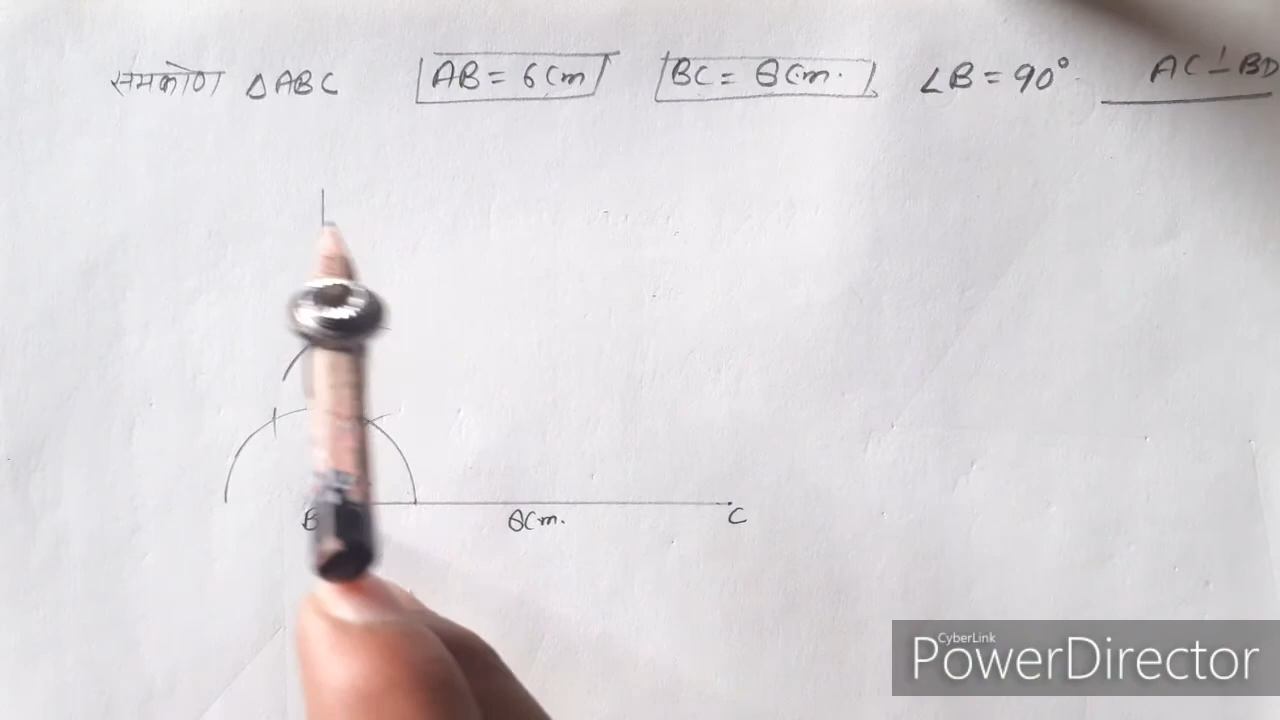 समकोण △ABC AB = 6Cm BC = 8Cm. ∠B = 90° AC ⊥ BD
B 8Cm. C
CyberLink
PowerDirector